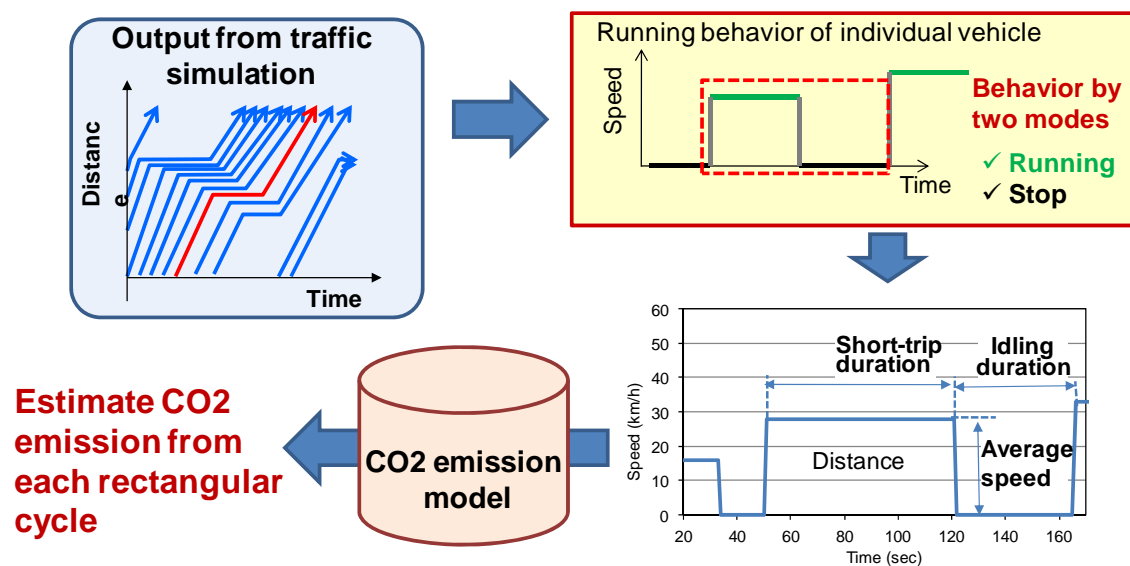 Output from traffic
simulation
Distanc
e
Time
Running behavior of individual vehicle
Speed
Time
Behavior by
two modes
✓ Running
✓ Stop
Estimate CO2
emission from
each rectangular
cycle
CO2 emission
model
60
50
40
30
20
10
0
Speed (km/h)
Short-trip
duration
Idling
duration
Distance
Average
speed
20 40 60 80 100 120 140 160
Time (sec)